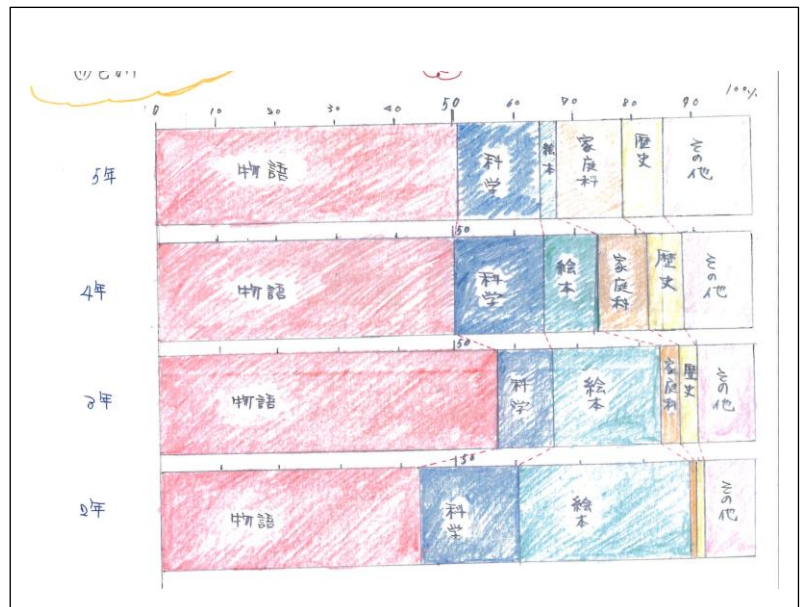 0 10 20 30 40 50 60 70 80 90 100%
5年 物語 科学 絵本 家庭科 歴史 その他
50
4年 物語 科学 絵本 家庭科 歴史 その他
50
3年 物語 科学 絵本 家庭科 歴史 その他
50
2年 物語 科学 絵本 その他